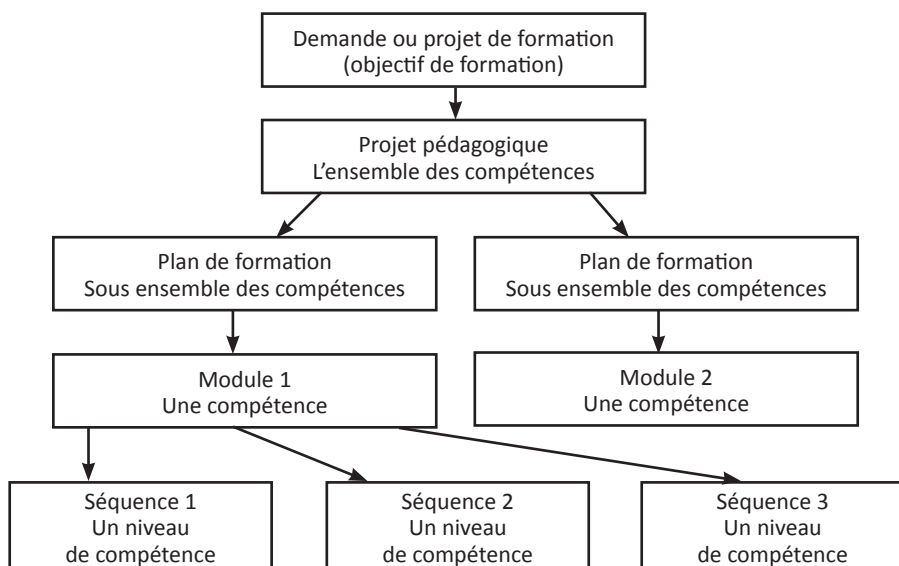 Demande ou projet de formation
(objectif de formation)
Projet pédagogique
L'ensemble des compétences
Plan de formation
Sous ensemble des compétences
Plan de formation
Sous ensemble des compétences
Module 1
Une compétence
Module 2
Une compétence
Séquence 1
Un niveau
de compétence
Séquence 2
Un niveau
de compétence
Séquence 3
Un niveau
de compétence